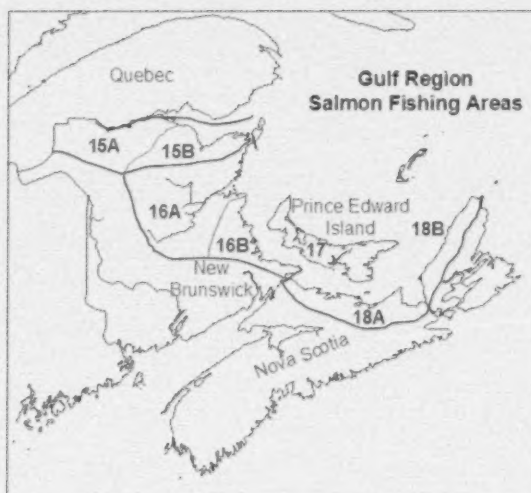 Quebec
Gulf Region
Salmon Fishing Areas
15A
15B
16A
Prince Edward
Island
18B
17
16B
New
Brunswick
18A
Nova Scotia